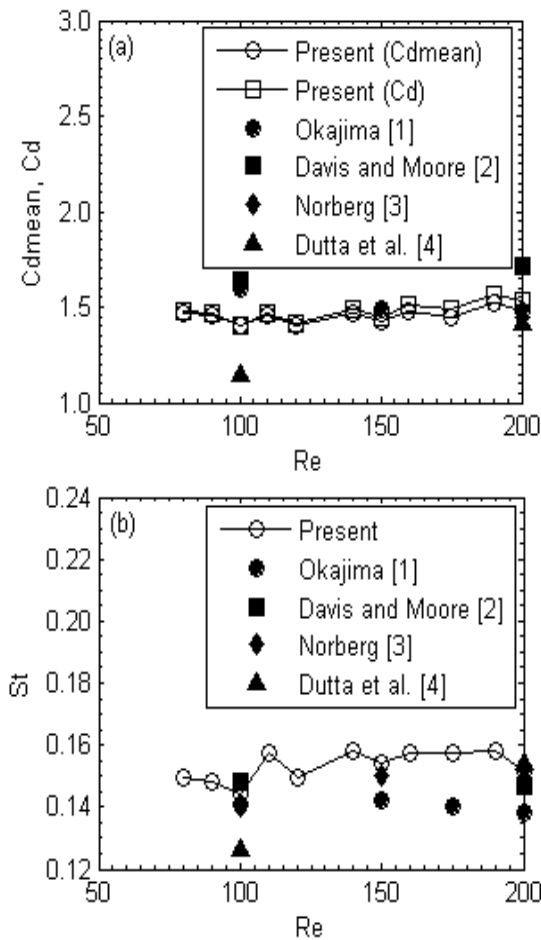 3.0
(a)
Present (Cdmean)
Present (Cd)
Okajima [1]
Davis and Moore [2]
Norberg [3]
Dutta et al. [4]
2.5
2.0
1.5
1.0
Cdmean, Cd
50 100 150 200
Re
0.24
(b)
Present
Okajima [1]
Davis and Moore [2]
Norberg [3]
Dutta et al. [4]
0.22
0.20
0.18
0.16
0.14
0.12
St
50 100 150 200
Re